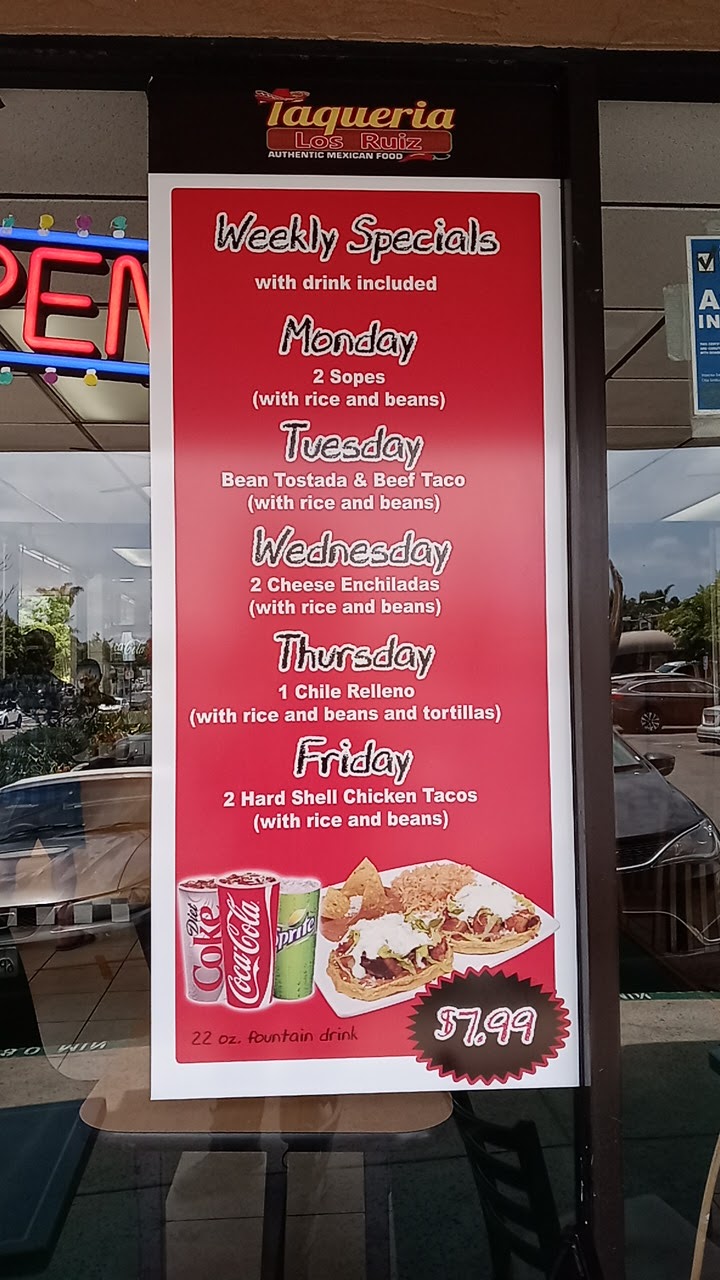 Taqueria
Los Ruiz
AUTHENTIC MEXICAN FOOD
PEN
Weekly Specials
with drink included
Monday
2 Sopes
(with rice and beans)
Tuesday
Bean Tostada & Beef Taco
(with rice and beans)
Wednesday
2 Cheese Enchiladas
(with rice and beans)
Thursday
1 Chile Relleno
(with rice and beans and tortillas)
Friday
2 Hard Shell Chicken Tacos
(with rice and beans)
Diet Coke
Coca-Cola
Sprite
22 oz. fountain drink
$7.99
A
IN